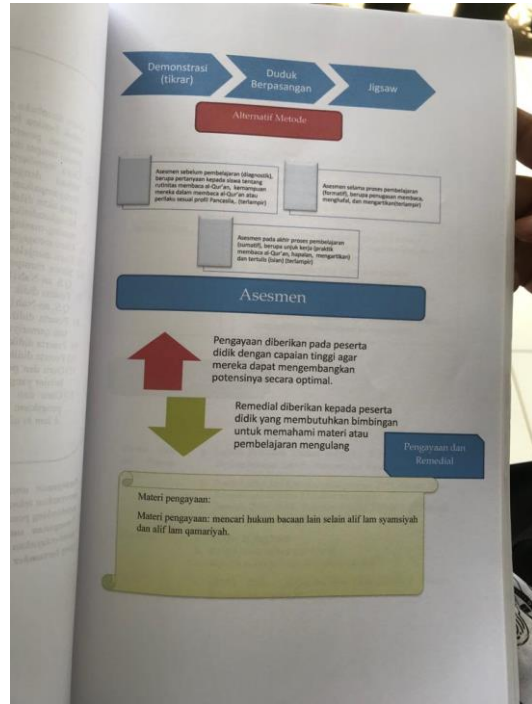 Demonstrasi
(tikrar)
Duduk
Berpasangan
Jigsaw
Alternatif Metode
Asesmen sebelum pembelajaran (diagnostik),
berupa pertanyaan kepada siswa tentang
rutinitas membaca al-Qur'an, kemampuan
mereka dalam membaca al-Qur'an atau
perilaku sesuai profil Pancasila,. (terlampir)
Asesmen selama proses pembelajaran
(formatif), berupa penugasan membaca,
menghafal, dan mengartikan(terlampir)
Asesmen pada akhir proses pembelajaran
(sumatif), berupa unjuk kerja (praktik
membaca al-Qur'an, hapalan, mengartikan)
dan tertulis (islan) (terlampir)
Asesmen
Pengayaan diberikan pada peserta
didik dengan capaian tinggi agar
mereka dapat mengembangkan
potensinya secara optimal.
Remedial diberikan kepada peserta
didik yang membutuhkan bimbingan
untuk memahami materi atau
pembelajaran mengulang
Pengayaan dan
Remedial
Materi pengayaan:
Materi pengayaan: mencari hukum bacaan lain selain alif lam syamsiyah
dan alif lam qamariyah.